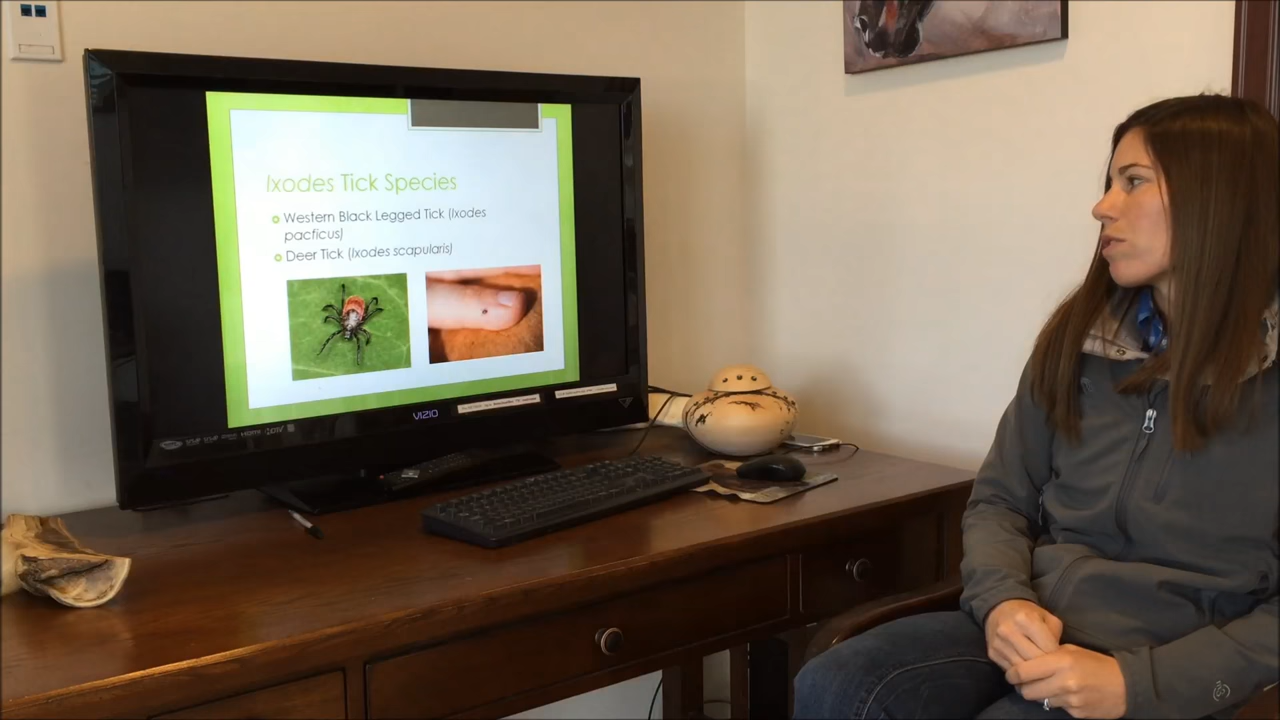 Ixodes Tick Species
Western Black Legged Tick (Ixodes
pacficus)
Deer Tick (Ixodes scapularis)
VIZIO